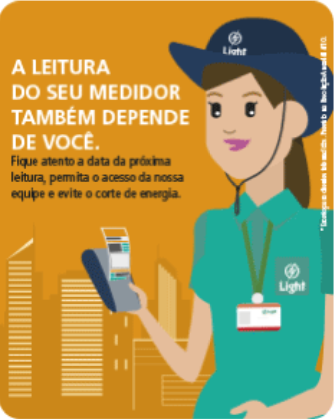 Light
A LEITURA
DO SEU MEDIDOR
TAMBÉM DEPENDE
DE VOCÊ.
Fique atento a data da próxima
leitura, permita o acesso da nossa
equipe e evite o corte de energia.
Light